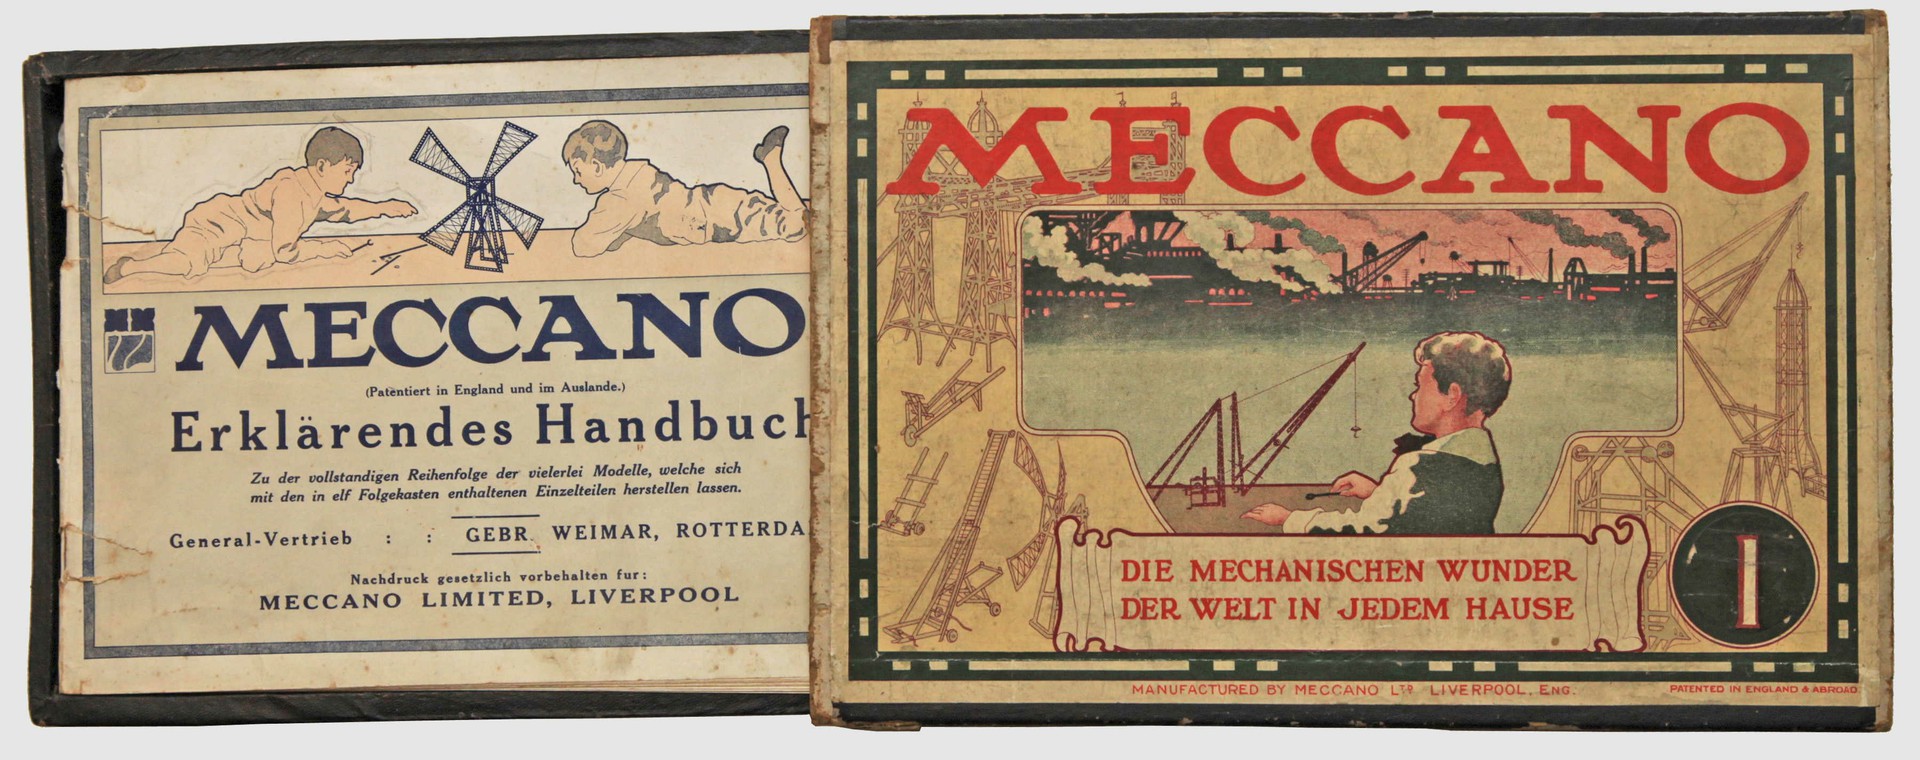 MECCANO
(Patentiert in England und im Auslande.)
Erklärendes Handbuch
Zu der vollstandigen Reihenfolge der vielerlei Modelle, welche sich
mit den in elf Folgekasten enthaltenen Einzelteilen herstellen lassen.
General-Vertrieb : : GEBR. WEIMAR, ROTTERDA
Nachdruck gesetzlich vorbehalten fur:
MECCANO LIMITED, LIVERPOOL
MECCANO
DIE MECHANISCHEN WUNDER
DER WELT IN JEDEM HAUSE
1
MANUFACTURED BY MECCANO LTD LIVERPOOL, ENG.
PATENTED IN ENGLAND & ABROAD